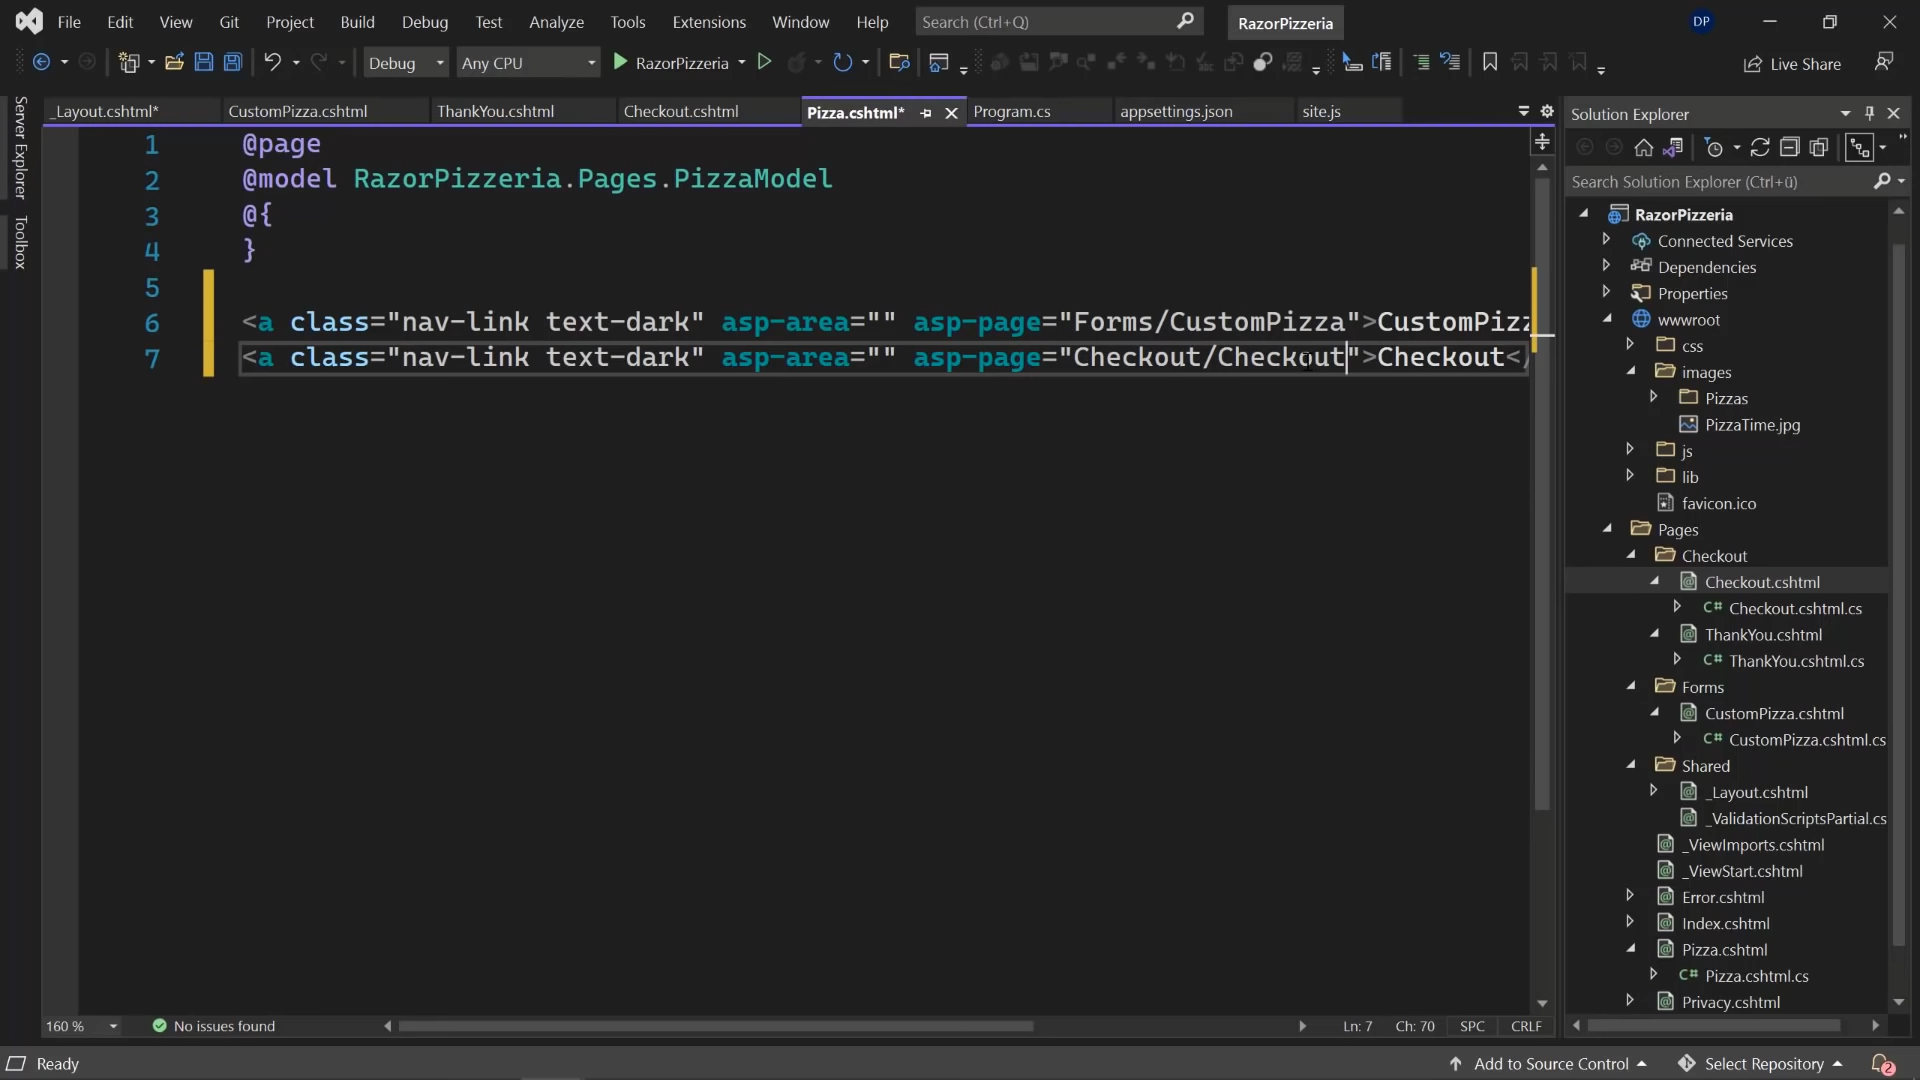 File Edit View Git Project Build Debug Test Analyze Tools Extensions Window Help Search (Ctrl+Q) RazorPizzeria DP
Debug Any CPU RazorPizzeria Live Share
_Layout.cshtml* CustomPizza.cshtml ThankYou.cshtml Checkout.cshtml Pizza.cshtml* Program.cs appsettings.json site.js
Server Explorer
Toolbox
1 @page
2 @model RazorPizzeria.Pages.PizzaModel
3 @{
4 }
5
6 <a class="nav-link text-dark" asp-area="" asp-page="Forms/CustomPizza">CustomPizz
7 <a class="nav-link text-dark" asp-area="" asp-page="Checkout/Checkout">Checkout</
Solution Explorer
Search Solution Explorer (Ctrl+ü)
RazorPizzeria
Connected Services
Dependencies
Properties
wwwroot
css
images
Pizzas
PizzaTime.jpg
js
lib
favicon.ico
Pages
Checkout
Checkout.cshtml
C# Checkout.cshtml.cs
ThankYou.cshtml
C# ThankYou.cshtml.cs
Forms
CustomPizza.cshtml
C# CustomPizza.cshtml.cs
Shared
_Layout.cshtml
_ValidationScriptsPartial.cs
_ViewImports.cshtml
_ViewStart.cshtml
Error.cshtml
Index.cshtml
Pizza.cshtml
C# Pizza.cshtml.cs
Privacy.cshtml
160 % No issues found Ln: 7 Ch: 70 SPC CRLF
Ready Add to Source Control Select Repository 2